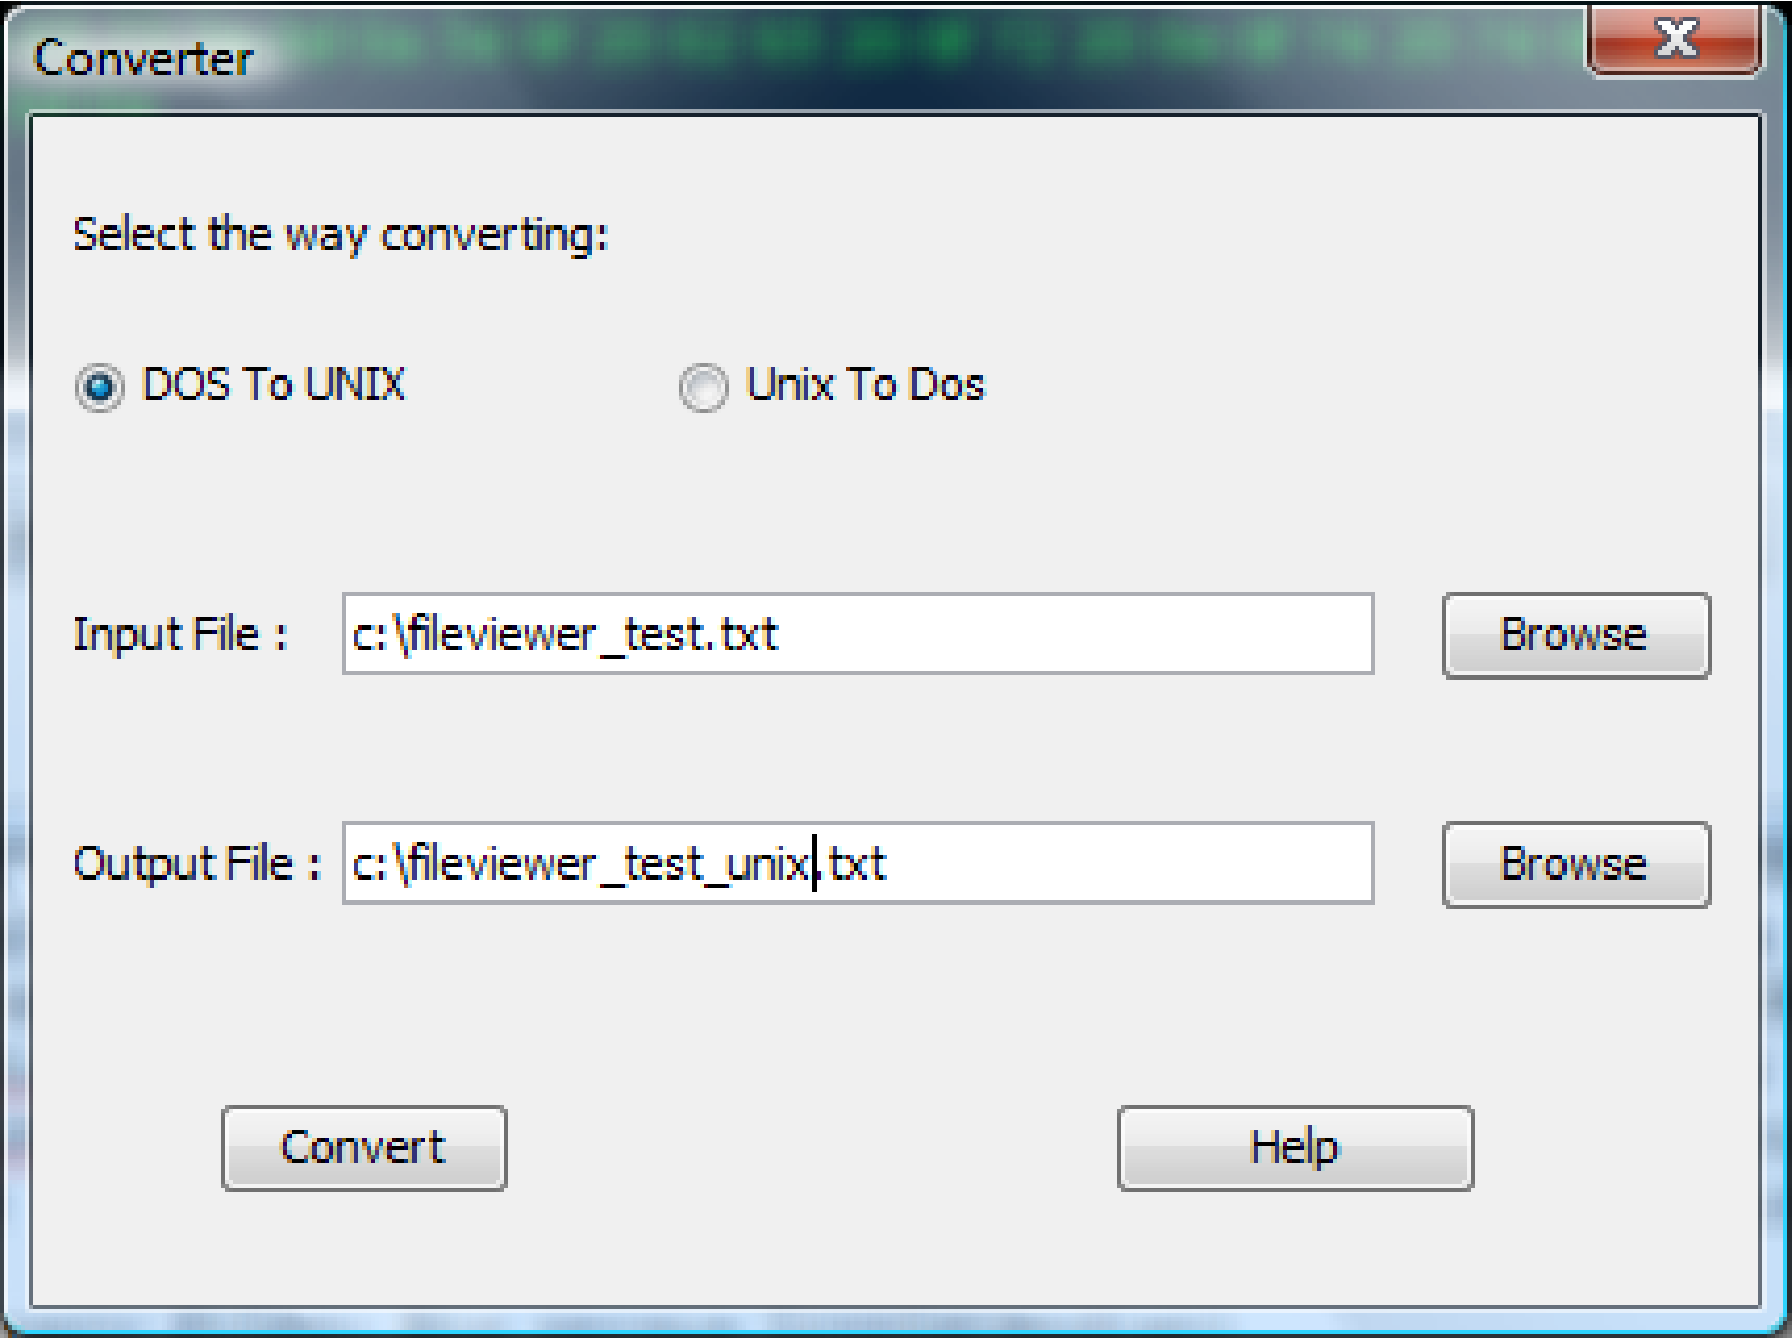 Converter
Select the way converting:
DOS To UNIX Unix To Dos
Input File : c:\fileviewer_test.txt Browse
Output File : c:\fileviewer_test_unix.txt Browse
Convert Help